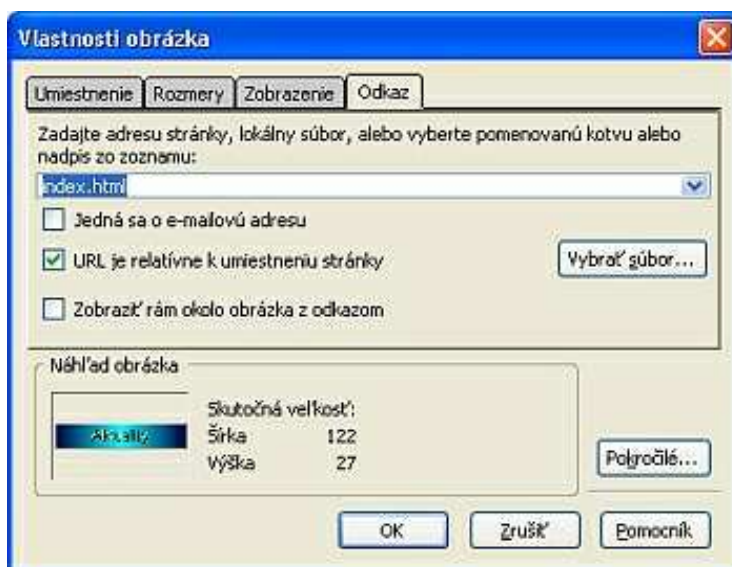 Vlastnosti obrázka
Umiestnenie Rozmery Zobrazenie Odkaz
Zadajte adresu stránky, lokálny súbor, alebo vyberte pomenovanú kotvu alebo
nadpis zo zoznamu:
index.html
Jedná sa o e-mailovú adresu
URL je relatívne k umiestneniu stránky
Vybrať súbor...
Zobraziť rám okolo obrázka z odkazom
Náhľad obrázka
Aktuality
Skutočná veľkosť:
Šírka 122
Výška 27
Pokročilé...
OK Zrušiť Pomocník